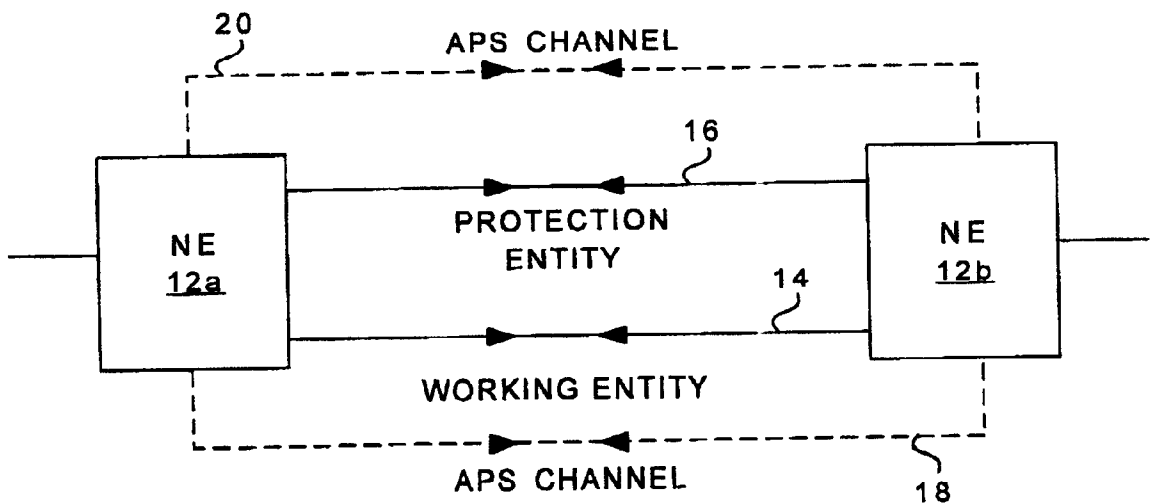 20
APS CHANNEL
16
PROTECTION
ENTITY
NE
12a
NE
12b
14
WORKING ENTITY
APS CHANNEL
18